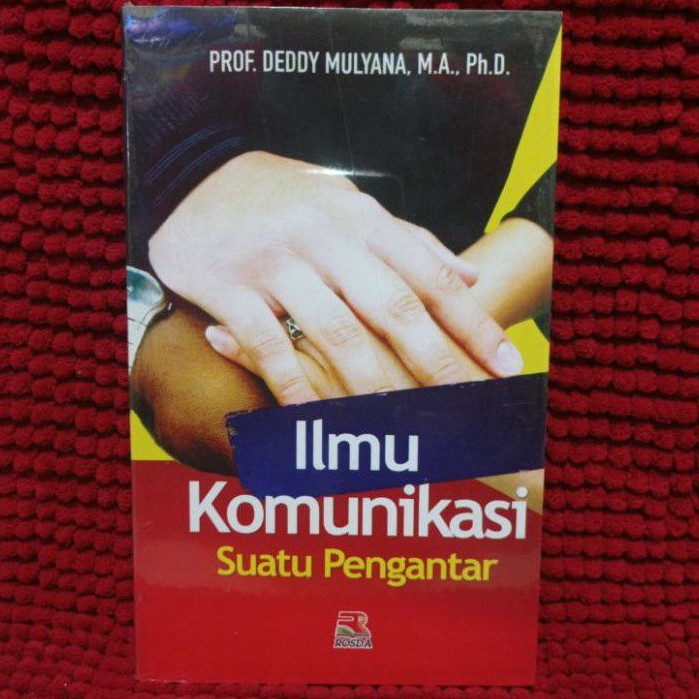 PROF. DEDDY MULYANA, M.A., Ph.D.
Ilmu
Komunikasi
Suatu Pengantar
ROSDA